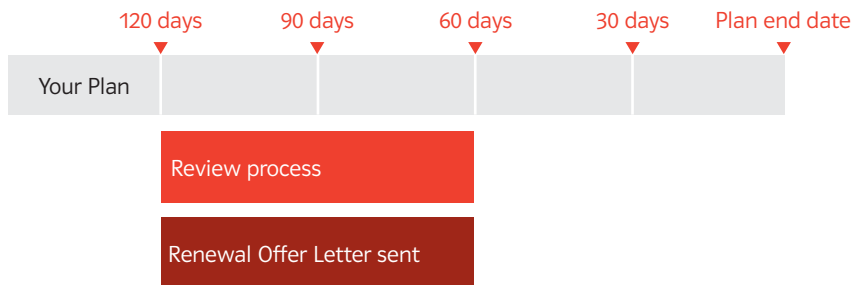 120 days 90 days 60 days 30 days Plan end date
Your Plan
Review process
Renewal Offer Letter sent